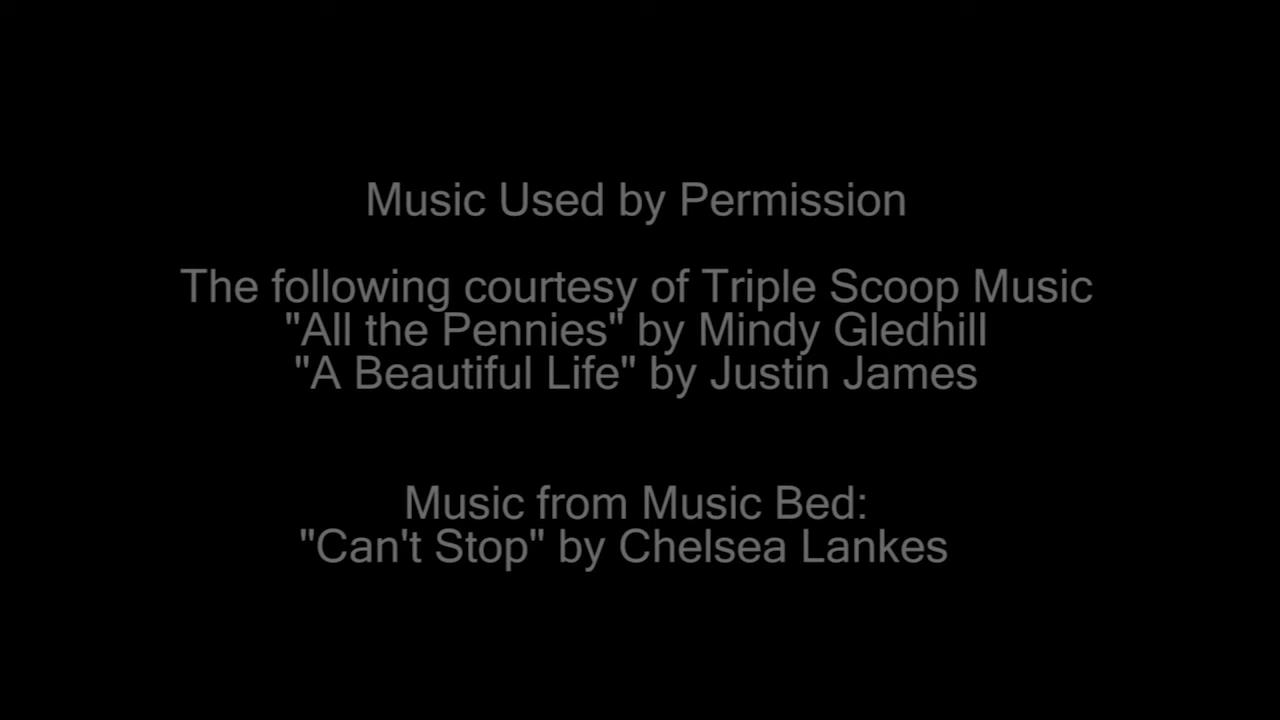 Music Used by Permission
The following courtesy of Triple Scoop Music
"All the Pennies" by Mindy Gledhill
"A Beautiful Life" by Justin James
Music from Music Bed:
"Can't Stop" by Chelsea Lankes